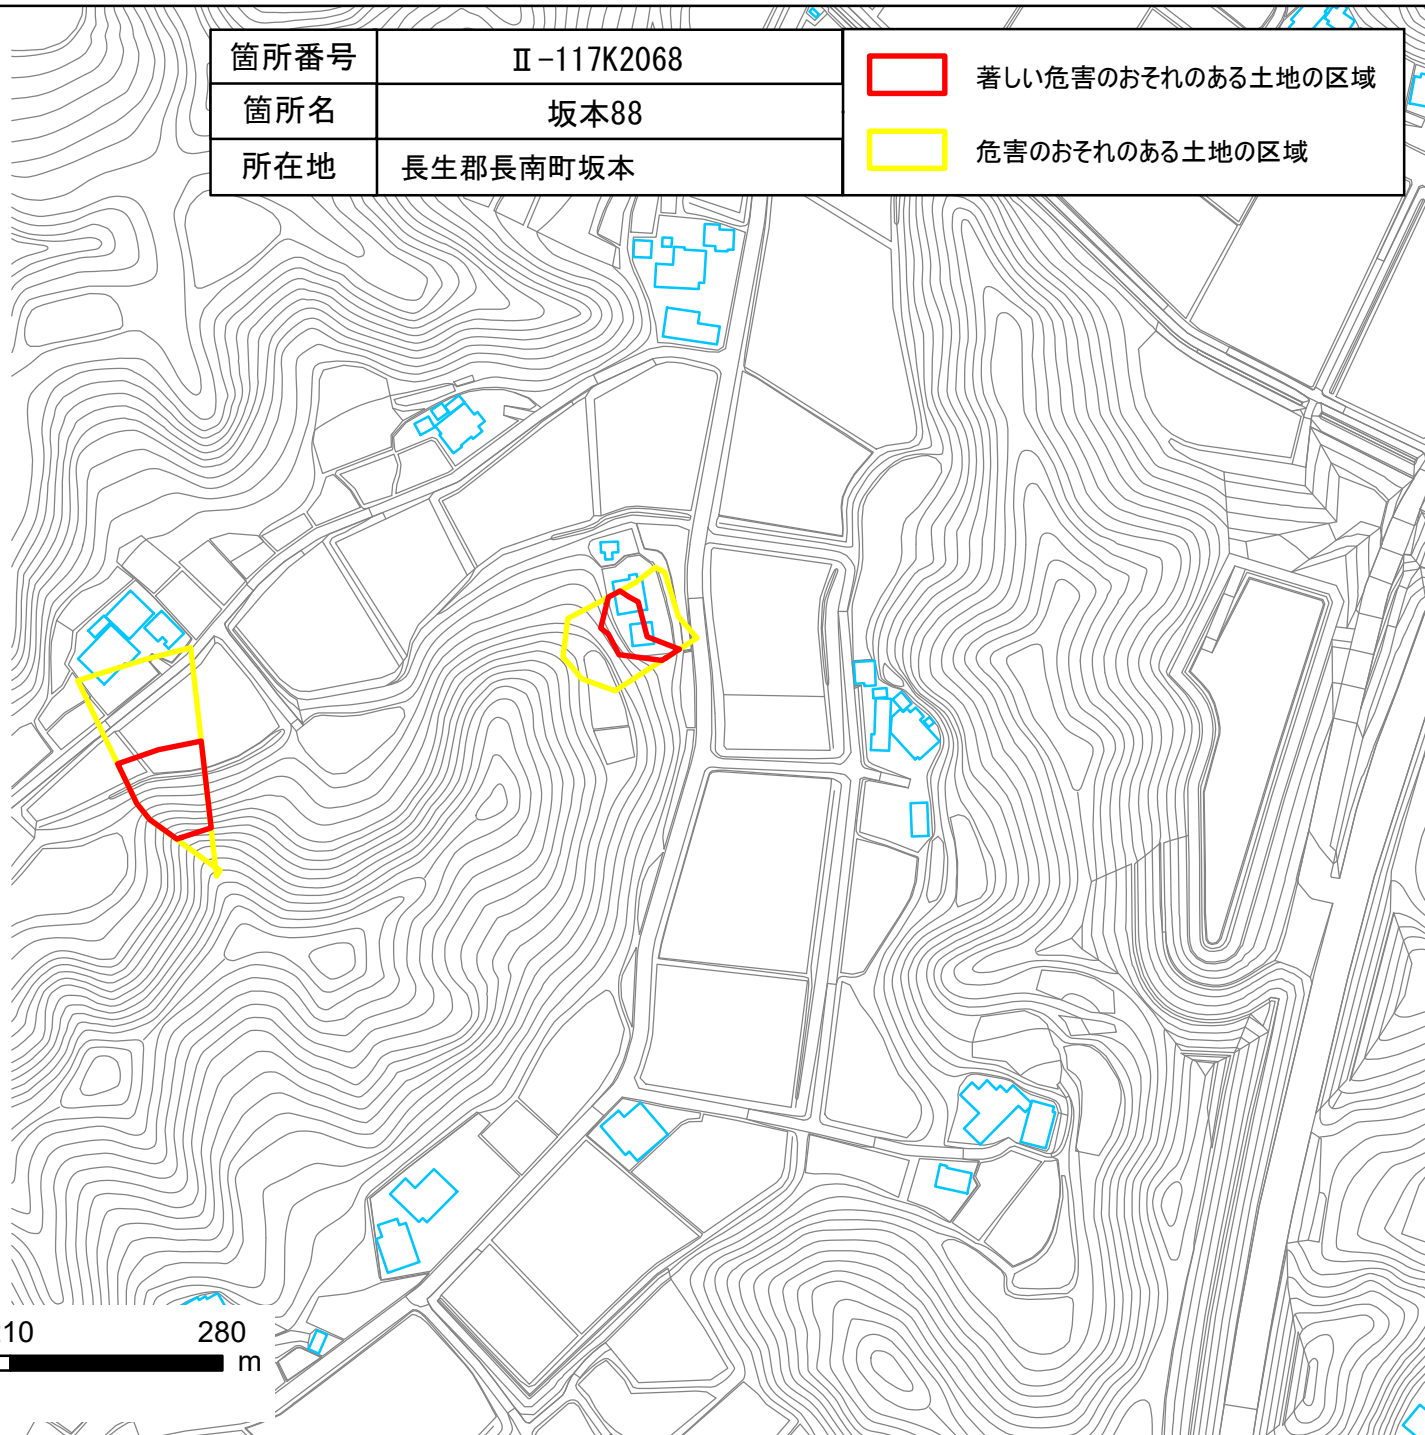 箇所番号 Ⅱ-117K2068
箇所名 坂本88
所在地 長生郡長南町坂本
著しい危害のおそれのある土地の区域
危害のおそれのある土地の区域
10 280
m